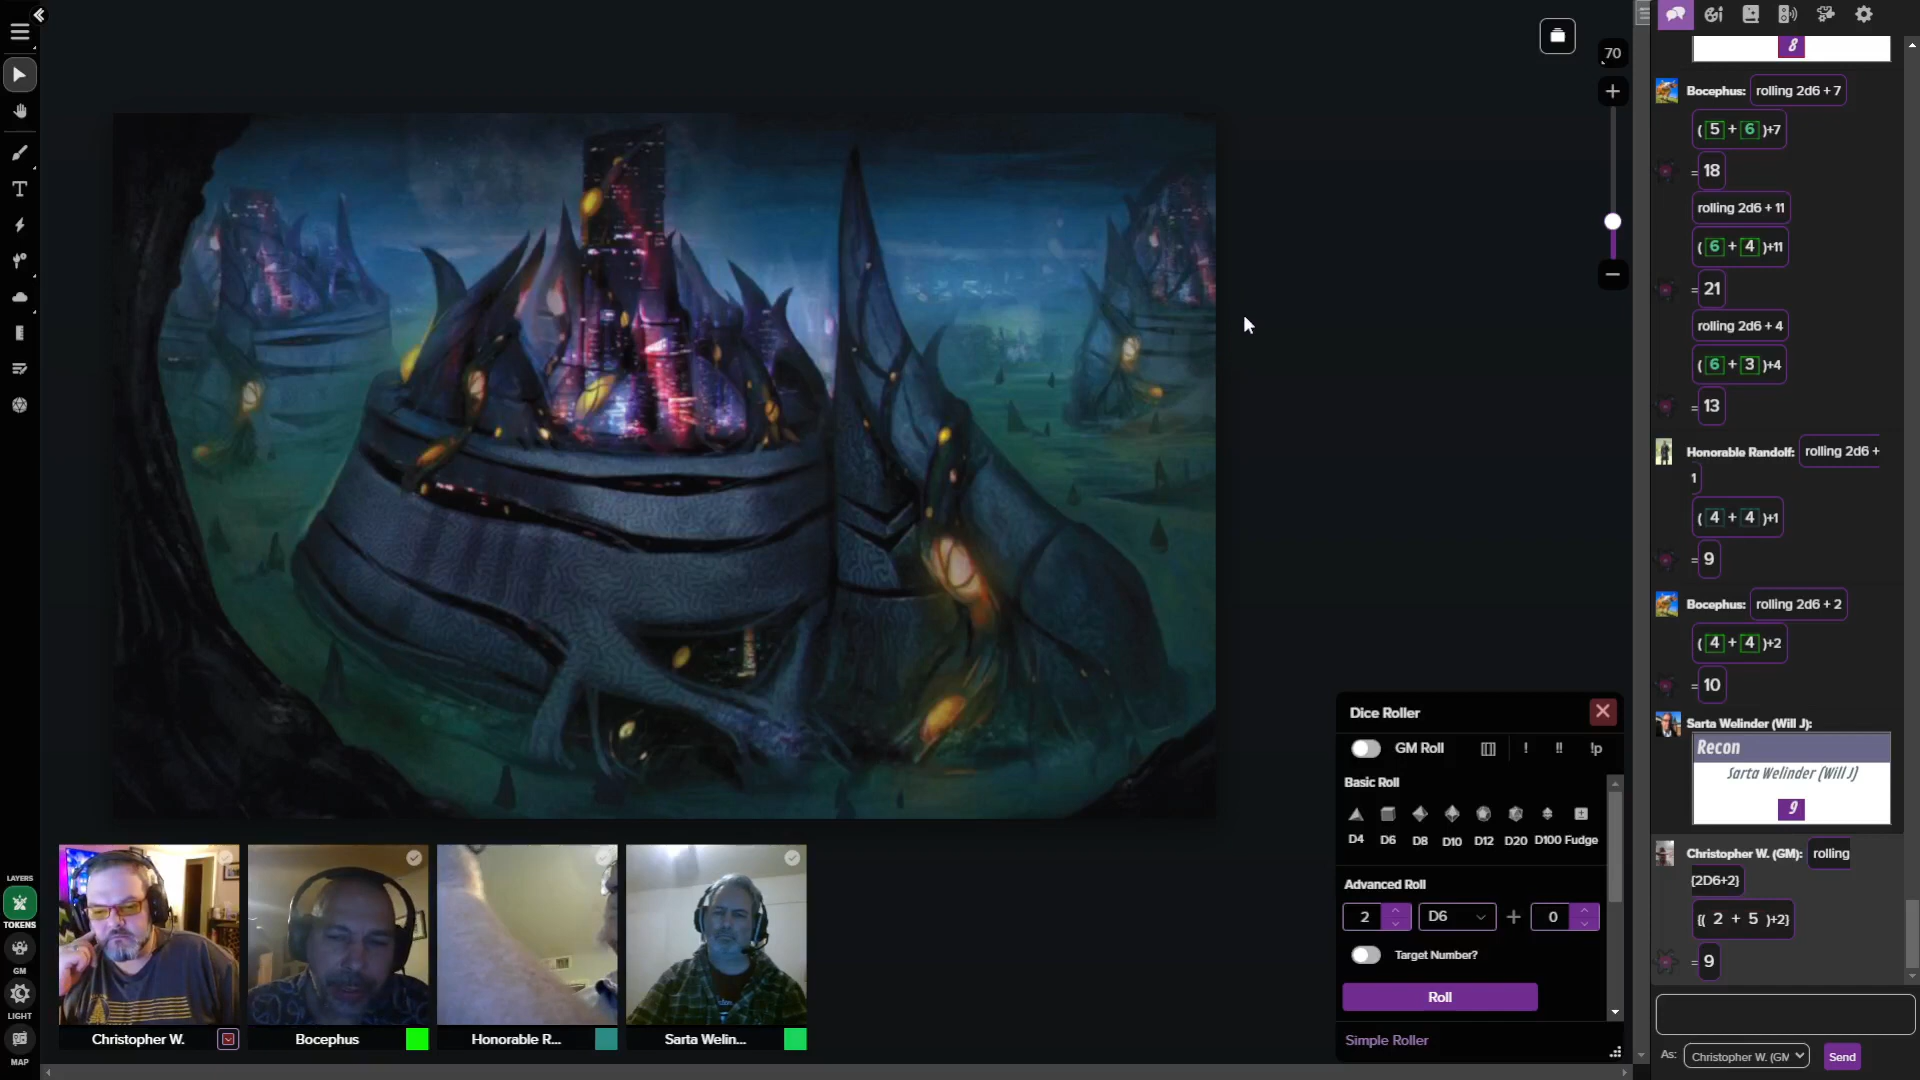 70
8
Bocephus: rolling 2d6 + 7
(5 + 6)+7
=18
rolling 2d6 + 11
(6 + 4)+11
=21
rolling 2d6 + 4
(6 + 3)+4
=13
Honorable Randolf: rolling 2d6 +
1
(4 + 4)+1
=9
Bocephus: rolling 2d6 + 2
(4 + 4)+2
=10
Sarta Welinder (Will J):
Recon
Sarta Welinder (Will J)
9
Christopher W. (GM): rolling
{2D6+2}
{(2 + 5)+2}
=9
As: Christopher W. (GM
Send
Dice Roller
GM Roll ! !! !p
Basic Roll
D4 D6 D8 D10 D12 D20 D100 Fudge
Advanced Roll
2 D6 + 0
Target Number?
Roll
Simple Roller
LAYERS
TOKENS
GM
LIGHT
MAP
Christopher W.
Bocephus
Honorable R...
Sarta Welin...